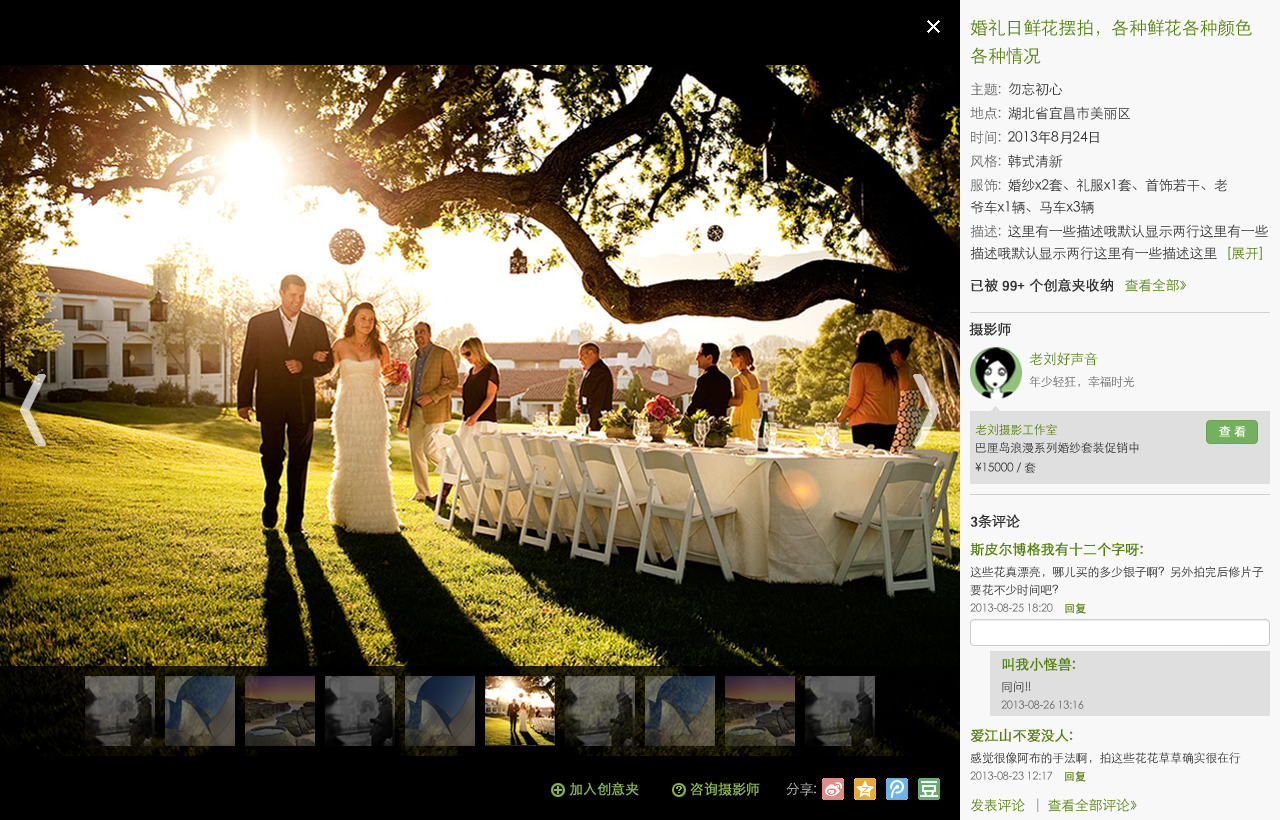 婚礼日鲜花摆拍，各种鲜花各种颜色
各种情况
主题: 勿忘初心
地点: 湖北省宜昌市美丽区
时间: 2013年8月24日
风格: 韩式清新
服饰: 婚纱x2套、礼服x1套、首饰若干、老
爷车x1辆、马车x3辆
描述: 这里有一些描述哦默认显示两行这里有一些
描述哦默认显示两行这里有一些描述这里 [展开]
已被 99+ 个创意夹收纳 查看全部》
摄影师
老刘好声音
年少轻狂，幸福时光
老刘摄影工作室
查看
巴厘岛浪漫系列婚纱套装促销中
¥15000 / 套
3条评论
斯皮尔博格我有十二个字呀:
这些花真漂亮，哪儿买的多少银子啊？另外拍完后修片子
要花不少时间吧?
2013-08-25 18:20 回复
叫我小怪兽:
同问!!
2013-08-26 13:16
爱江山不爱没人:
感觉很像阿布的手法啊，拍这些花花草草确实很在行
2013-08-23 12:17 回复
发表评论 | 查看全部评论》
加入创意夹 咨询摄影师 分享: 豆